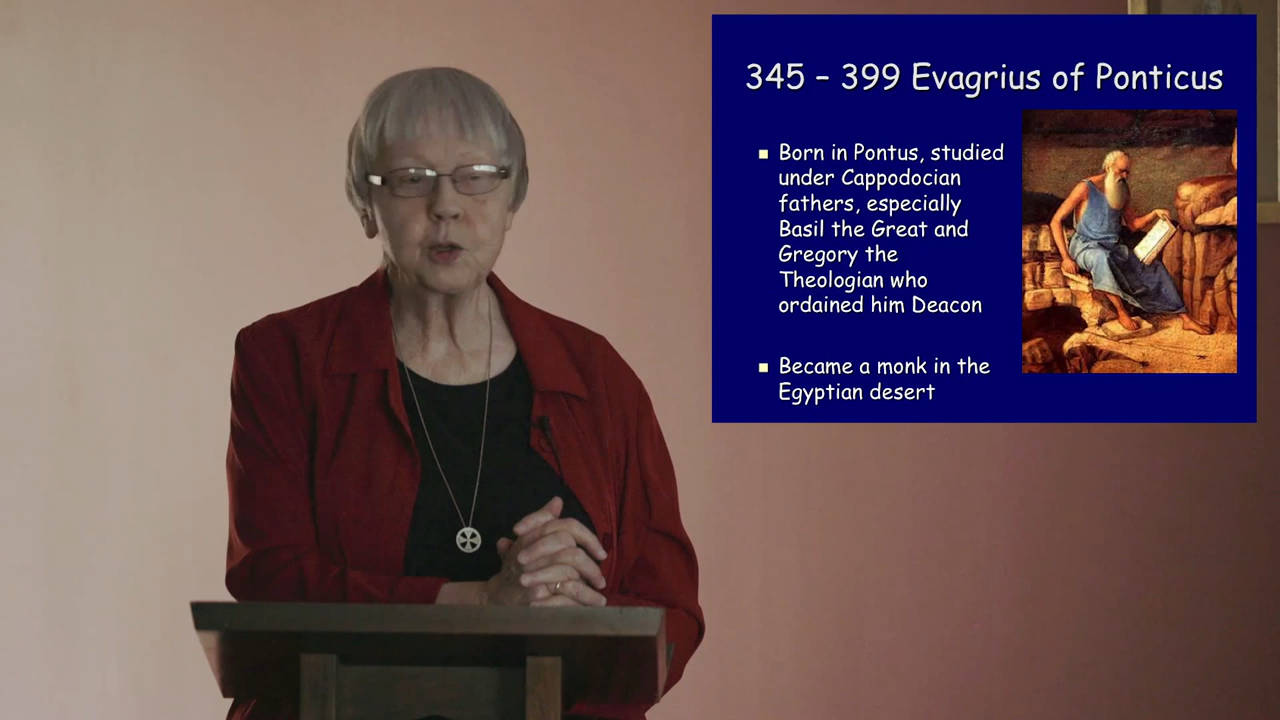 345 – 399 Evagrius of Ponticus
Born in Pontus, studied
under Cappodocian
fathers, especially
Basil the Great and
Gregory the
Theologian who
ordained him Deacon
Became a monk in the
Egyptian desert